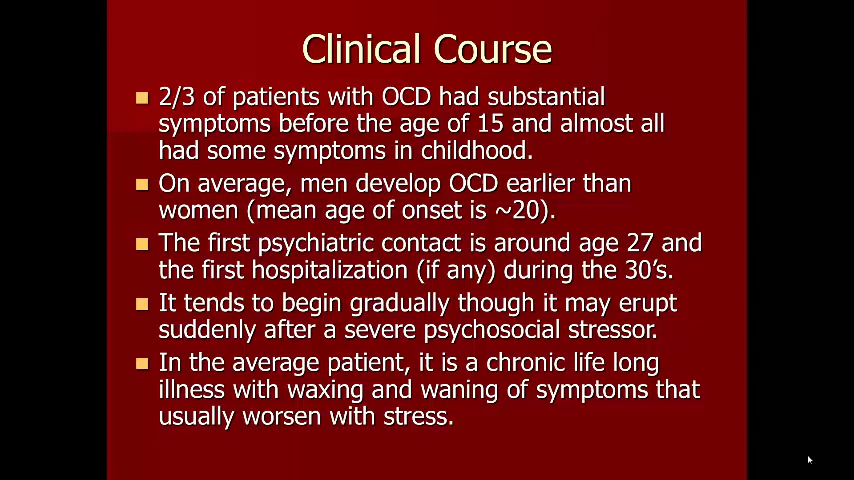 Clinical Course
2/3 of patients with OCD had substantial
symptoms before the age of 15 and almost all
had some symptoms in childhood.
On average, men develop OCD earlier than
women (mean age of onset is ~20).
The first psychiatric contact is around age 27 and
the first hospitalization (if any) during the 30's.
It tends to begin gradually though it may erupt
suddenly after a severe psychosocial stressor.
In the average patient, it is a chronic life long
illness with waxing and waning of symptoms that
usually worsen with stress.